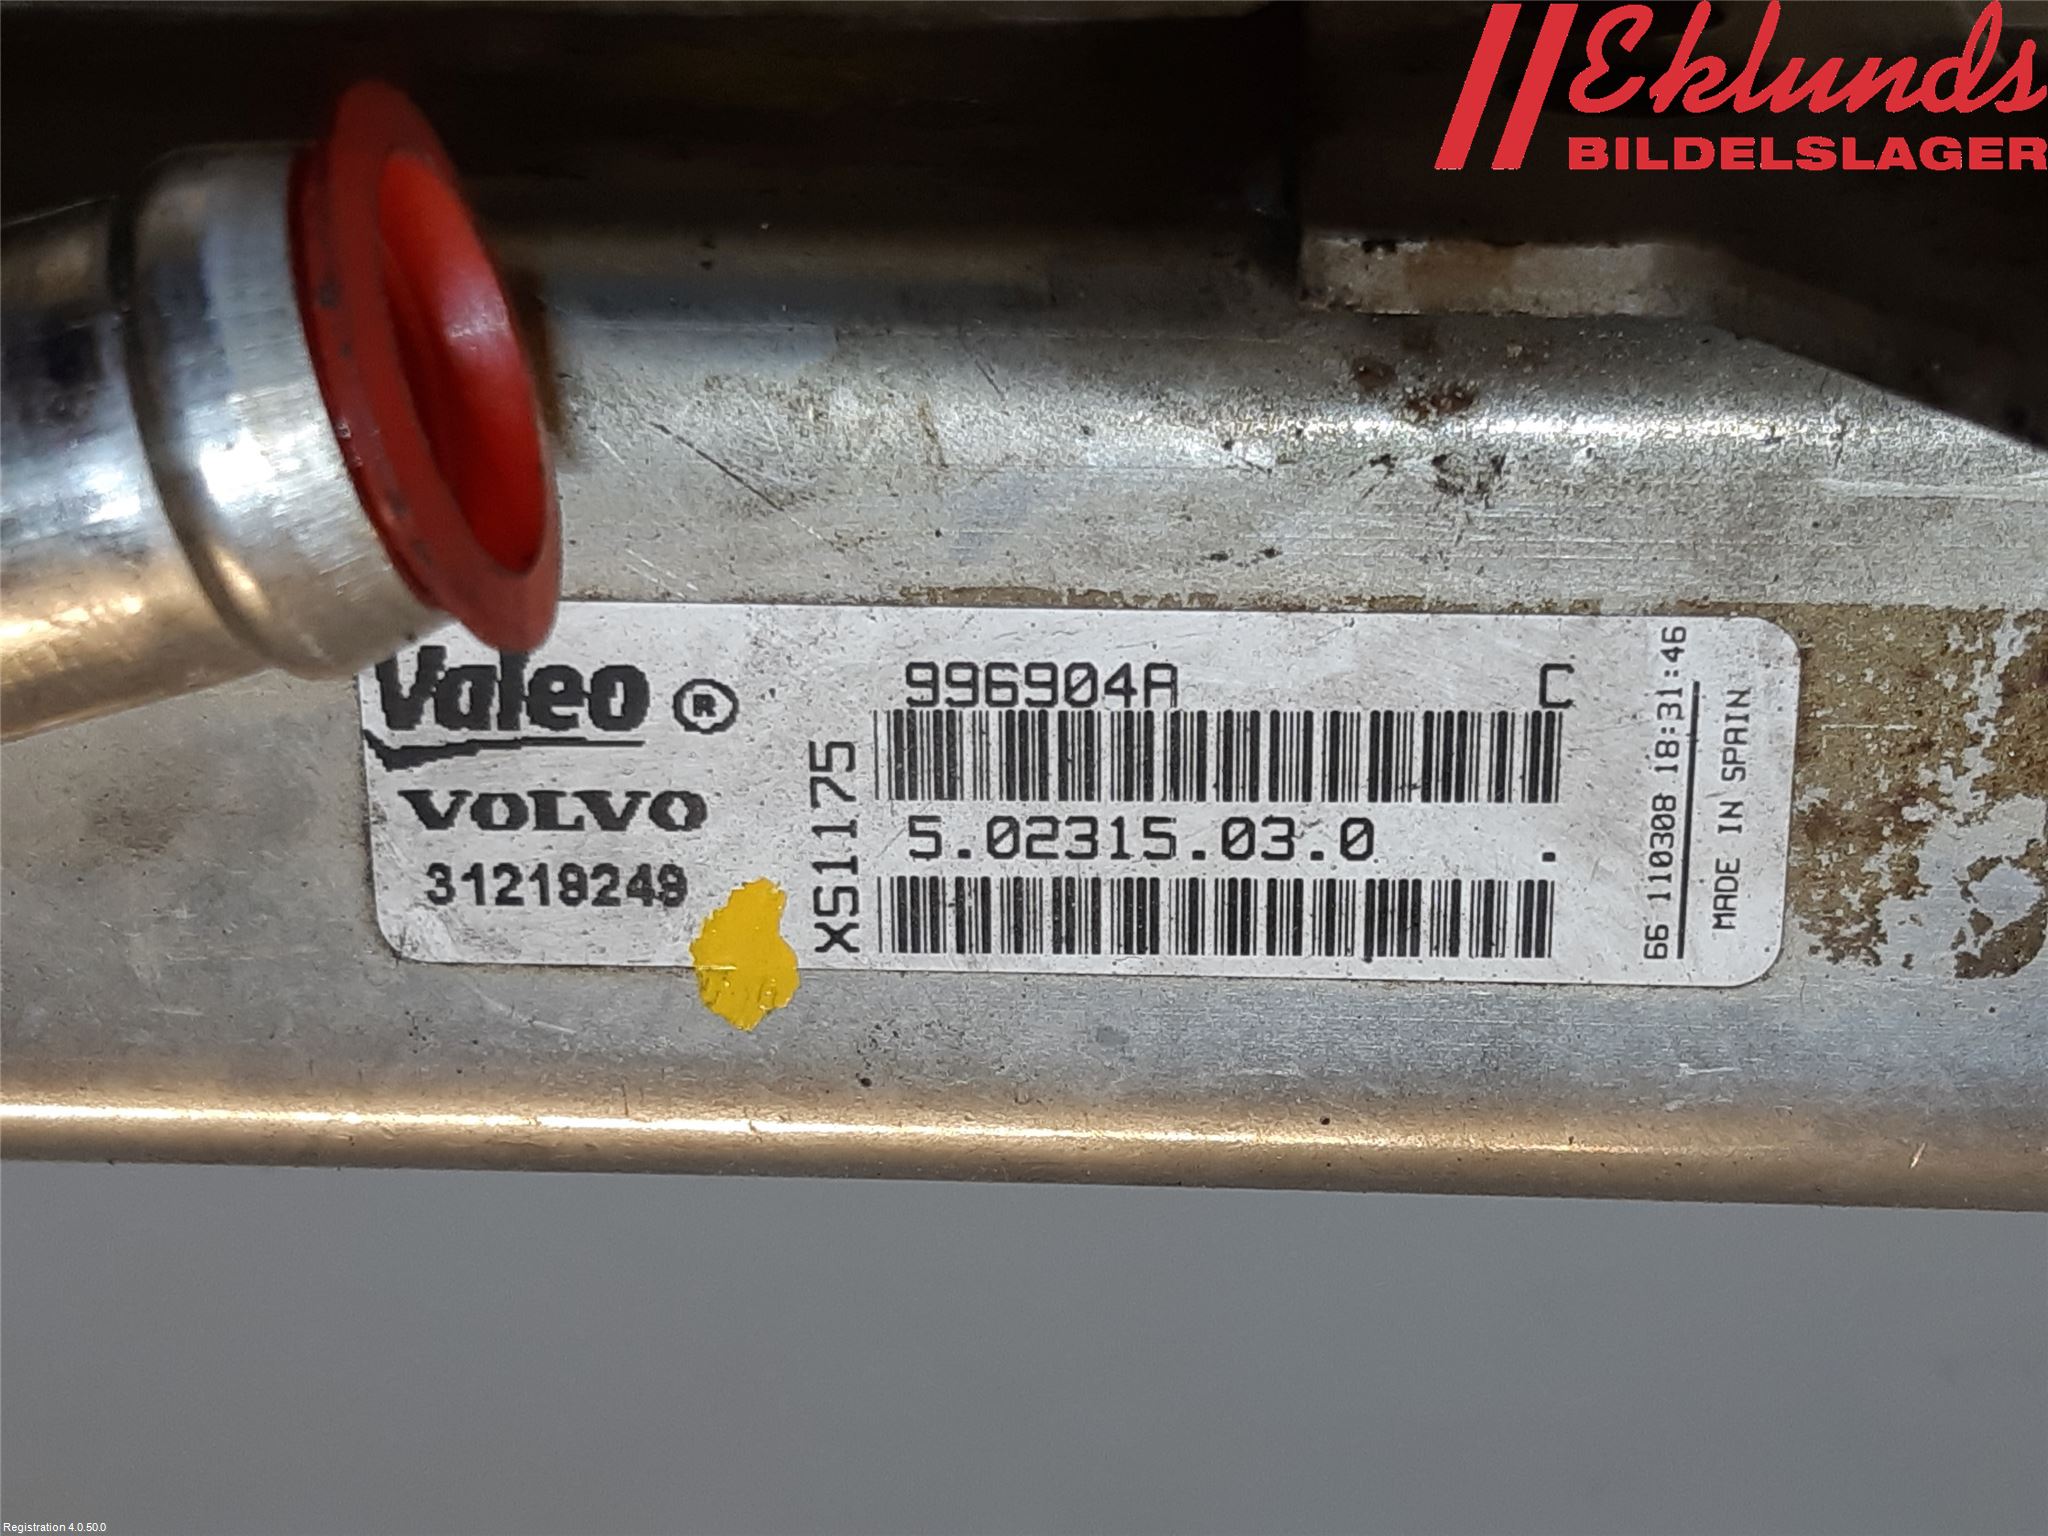 Eklunds
BILDELSLAGER
Valeo ®
VOLVO
31219249
XS1175
996904A C
5.02315.03.0 .
66 110308 18:31:46
MADE IN SPAIN
Registration 4.0.50.0